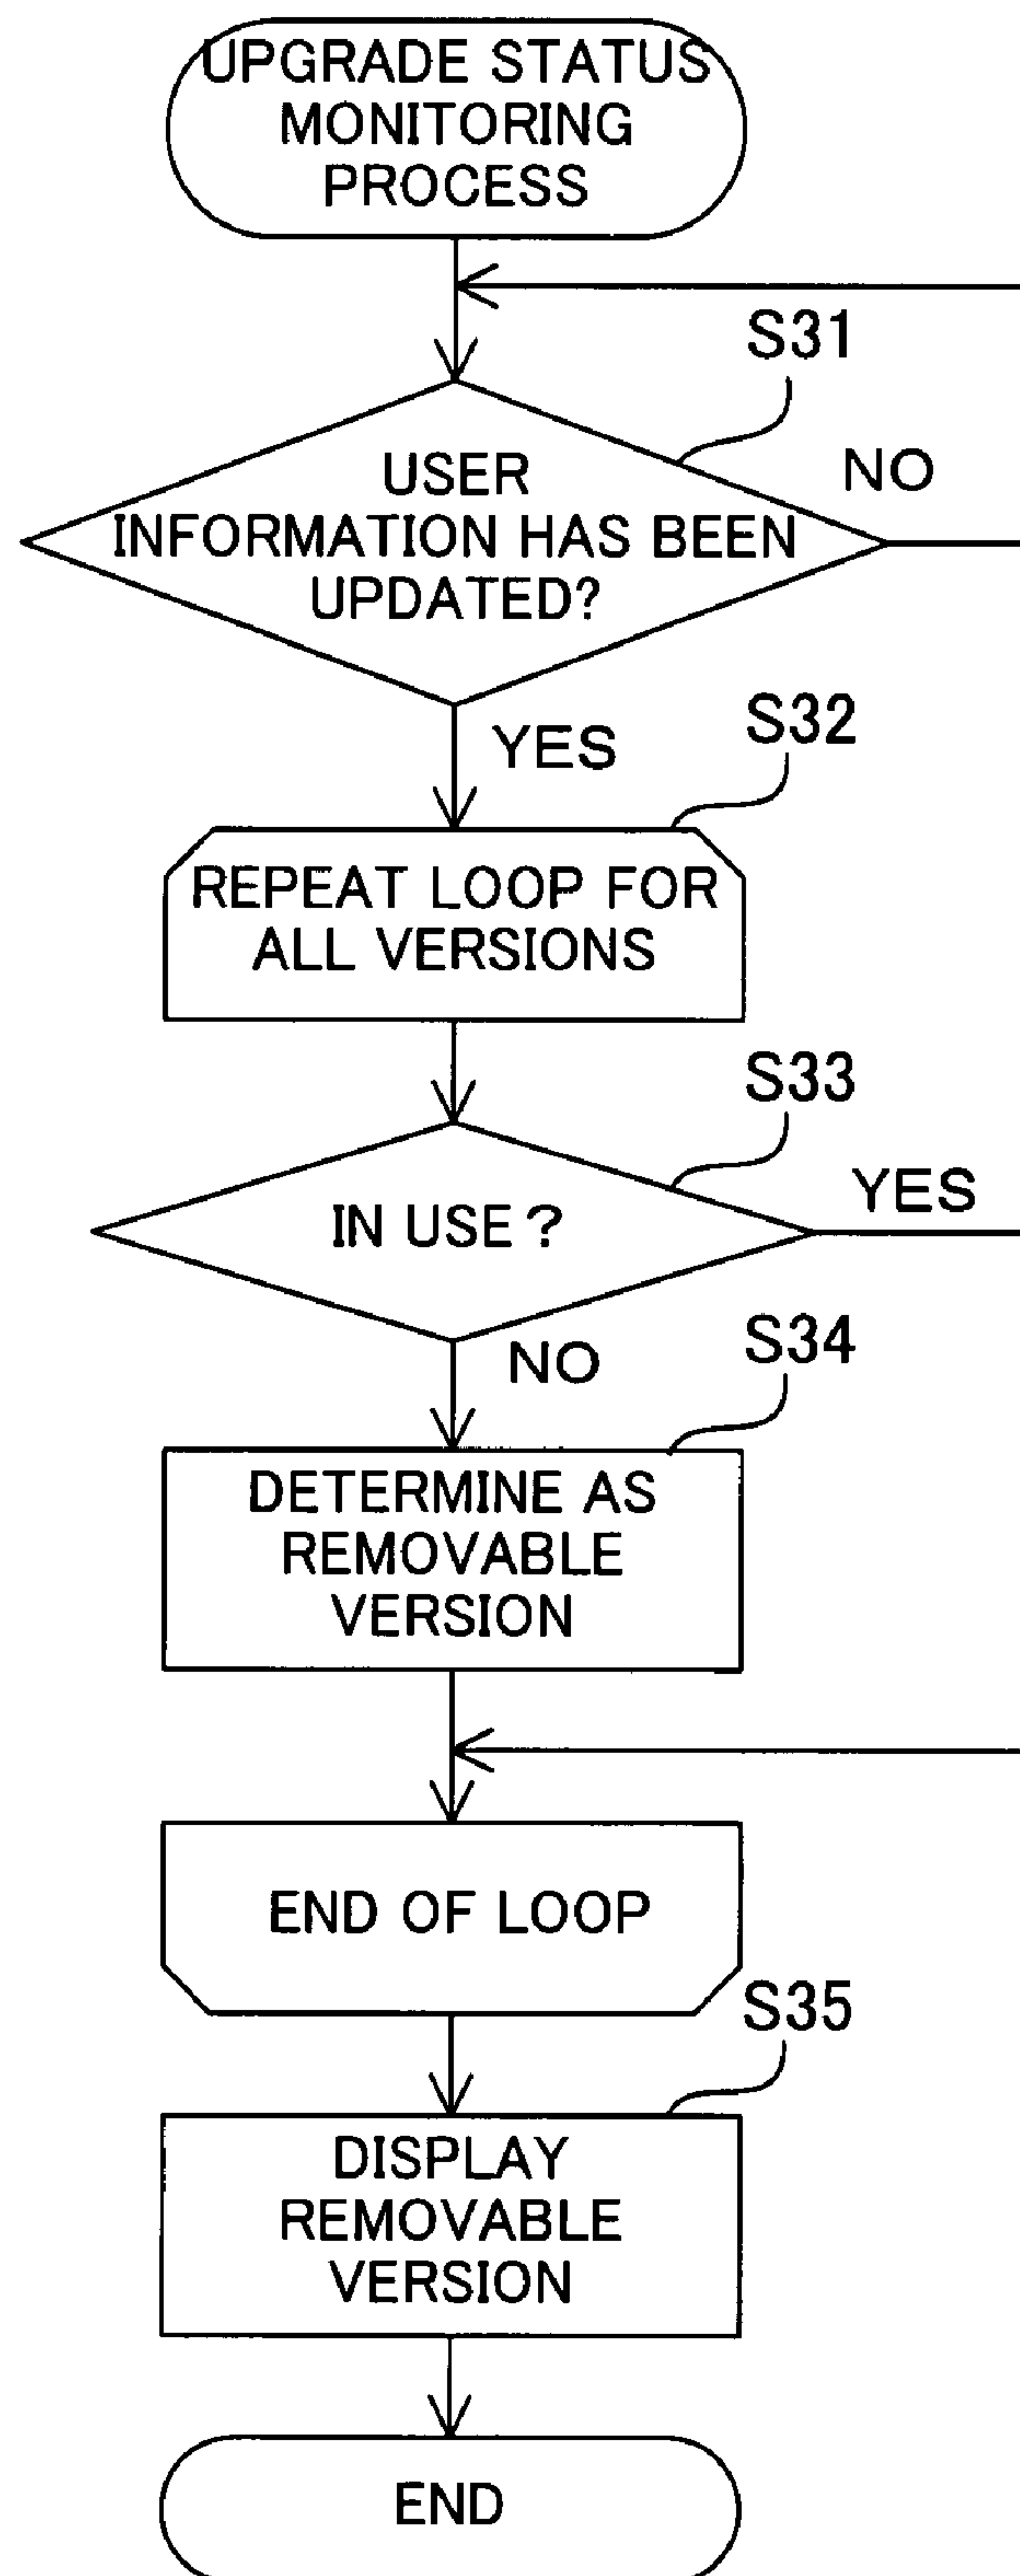 UPGRADE STATUS
MONITORING
PROCESS
S31
USER
INFORMATION HAS BEEN
UPDATED?
NO
YES
S32
REPEAT LOOP FOR
ALL VERSIONS
S33
IN USE?
YES
NO
S34
DETERMINE AS
REMOVABLE
VERSION
END OF LOOP
S35
DISPLAY
REMOVABLE
VERSION
END